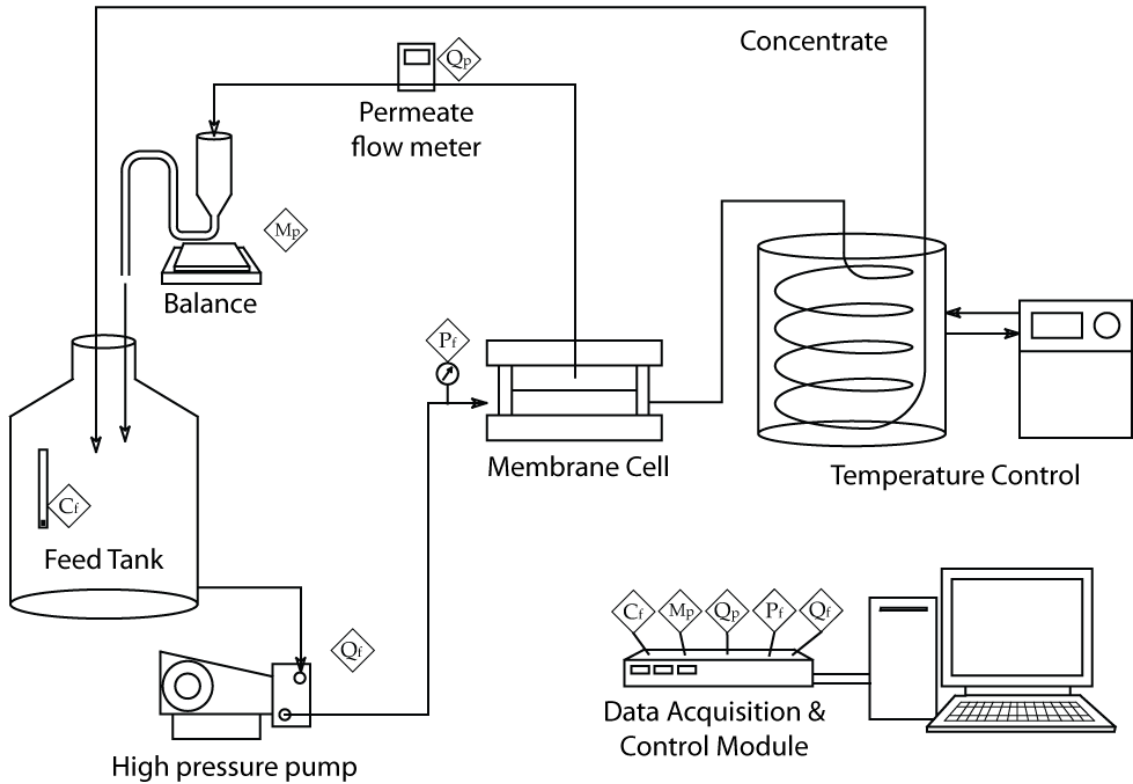 Concentrate
Qp
Permeate
flow meter
Mp
Balance
Pf
Membrane Cell
Temperature Control
Cf
Feed Tank
Qf
High pressure pump
Cf Mp Qp Pf Qf
Data Acquisition &
Control Module